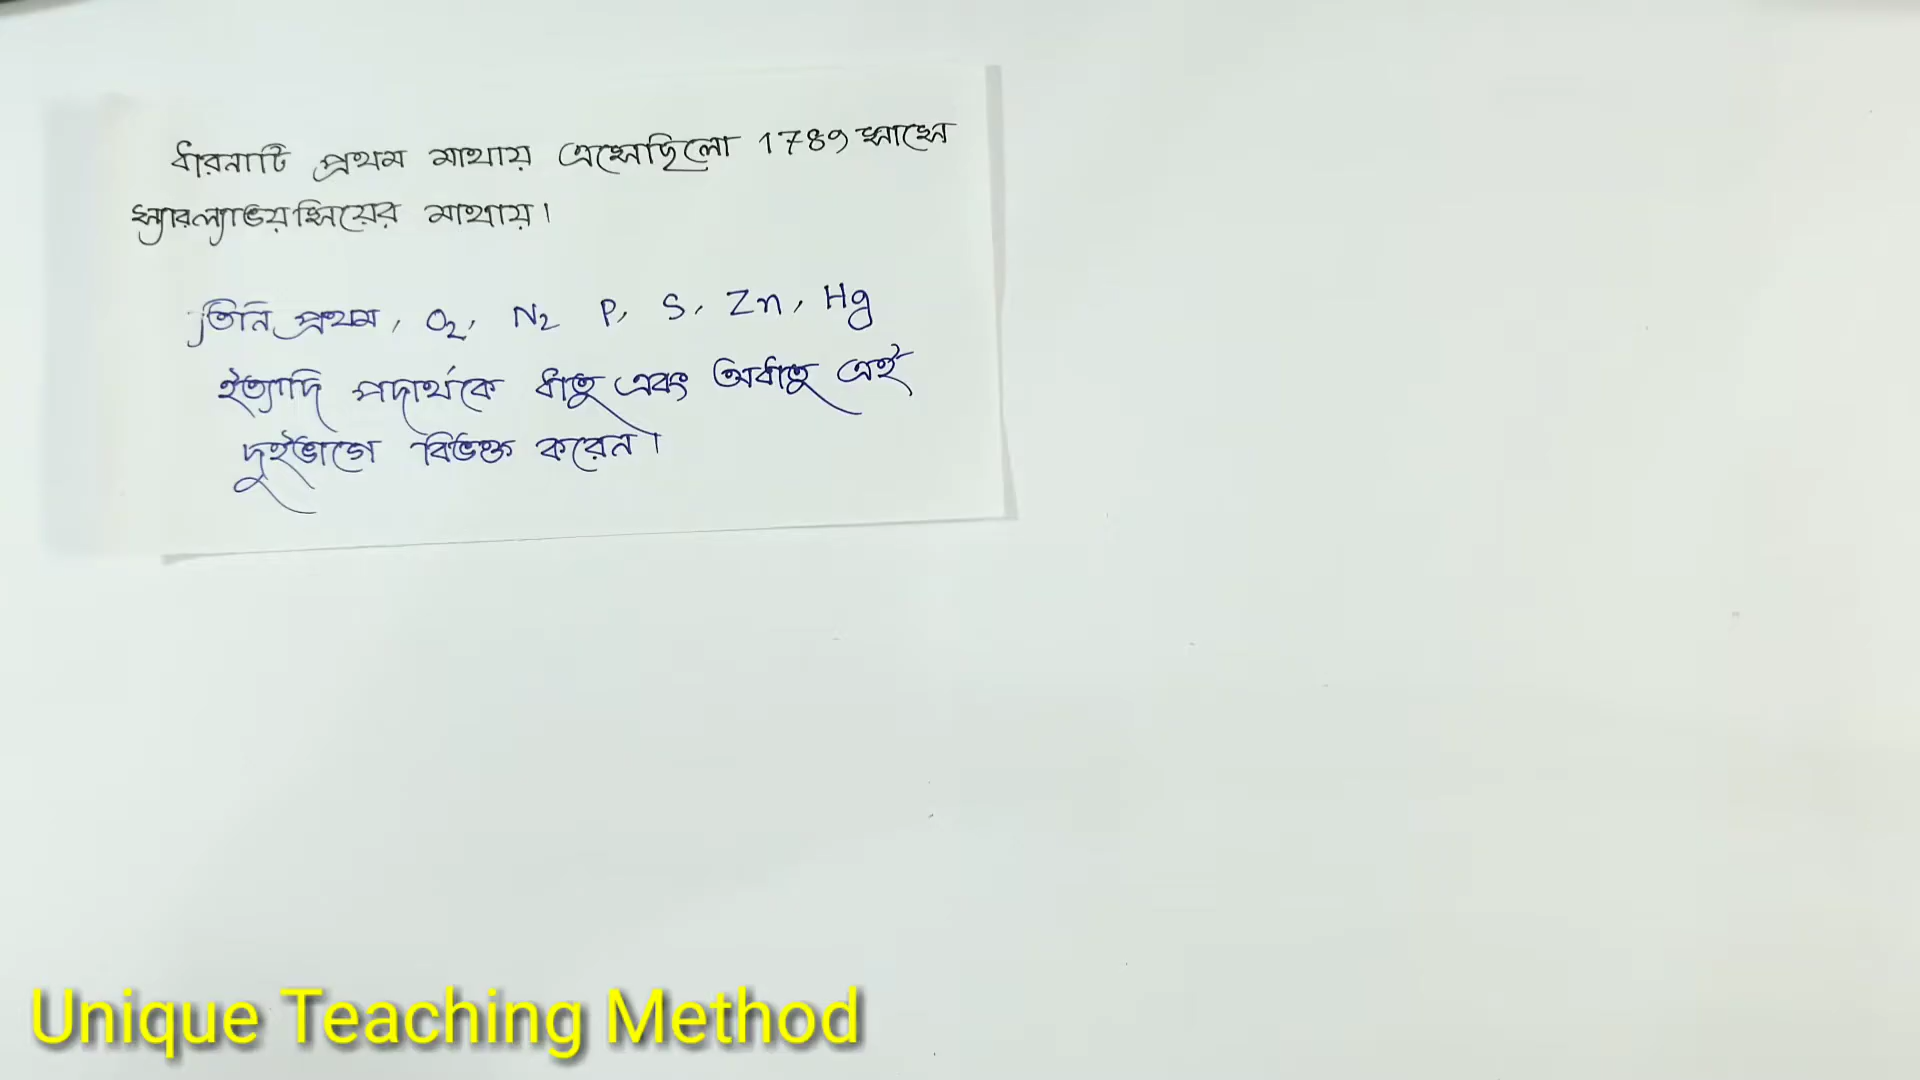 ধারনাটি প্রথম মাথায় এসেছিলো 1789 সালে
স্যারল্যাভয়সিয়ের মাথায়।
তিনি প্রথম, O₂, N₂ P, S, Zn, Hg
ইত্যাদি পদার্থকে ধাতু এবং অধাতু এই
দুইভাগে বিভক্ত করেন।
Unique Teaching Method